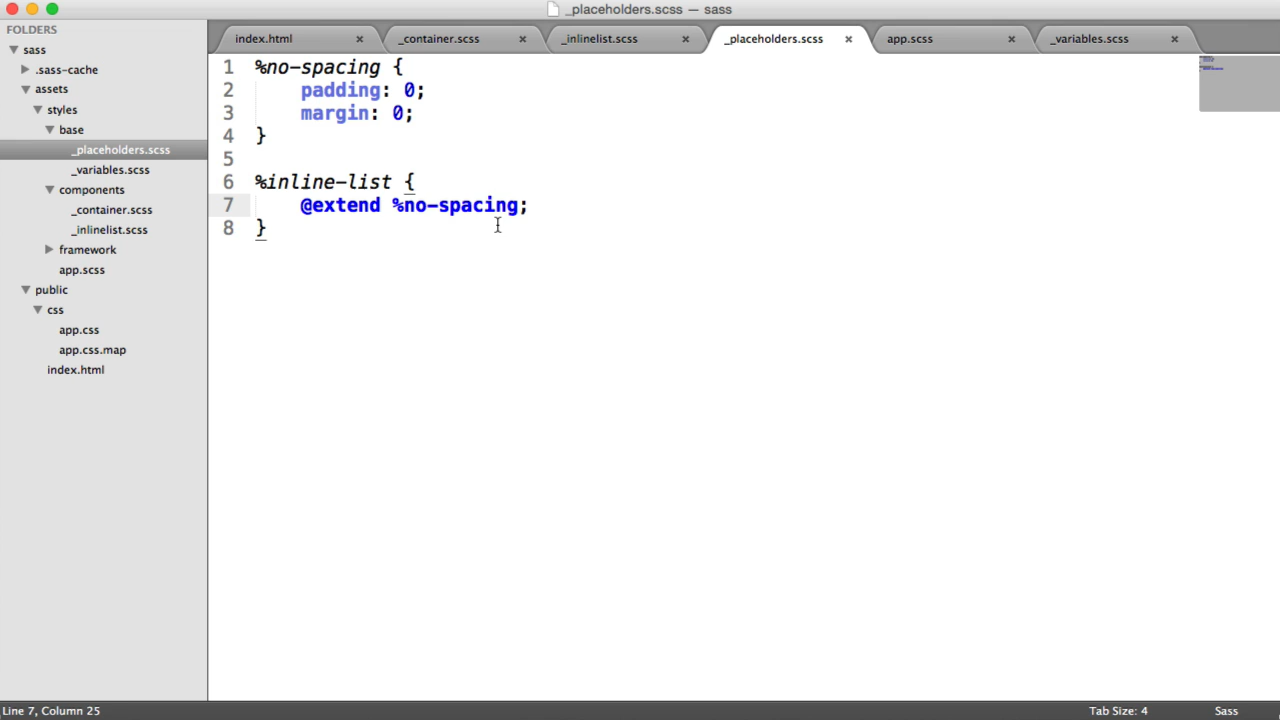 _placeholders.scss — sass
FOLDERS
sass
.sass-cache
assets
styles
base
_placeholders.scss
_variables.scss
components
_container.scss
_inlinelist.scss
framework
app.scss
public
css
app.css
app.css.map
index.html
index.html × _container.scss × _inlinelist.scss × _placeholders.scss × app.scss × _variables.scss ×
1 %no-spacing {
2 padding: 0;
3 margin: 0;
4 }
5
6 %inline-list {
7 @extend %no-spacing;
8 }
Line 7, Column 25 Tab Size: 4 Sass